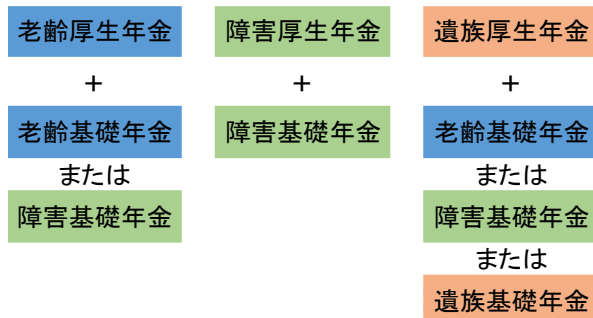 老齢厚生年金
+
老齢基礎年金
または
障害基礎年金
障害厚生年金
+
障害基礎年金
遺族厚生年金
+
老齢基礎年金
または
障害基礎年金
または
遺族基礎年金